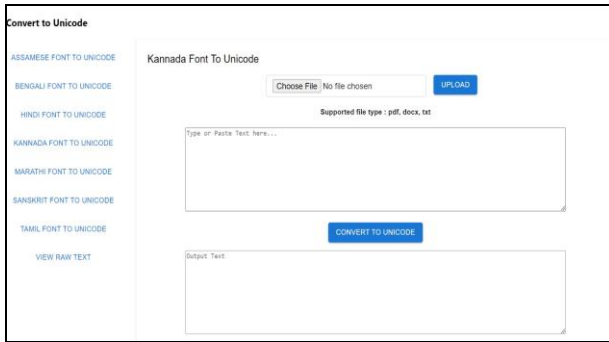 Convert to Unicode
ASSAMESE FONT TO UNICODE
BENGALI FONT TO UNICODE
HINDI FONT TO UNICODE
KANNADA FONT TO UNICODE
MARATHI FONT TO UNICODE
SANSKRIT FONT TO UNICODE
TAMIL FONT TO UNICODE
VIEW RAW TEXT
Kannada Font To Unicode
Choose File No file chosen UPLOAD
Supported file type : pdf, docx, txt
Type or Paste Text here...
CONVERT TO UNICODE
Output Text